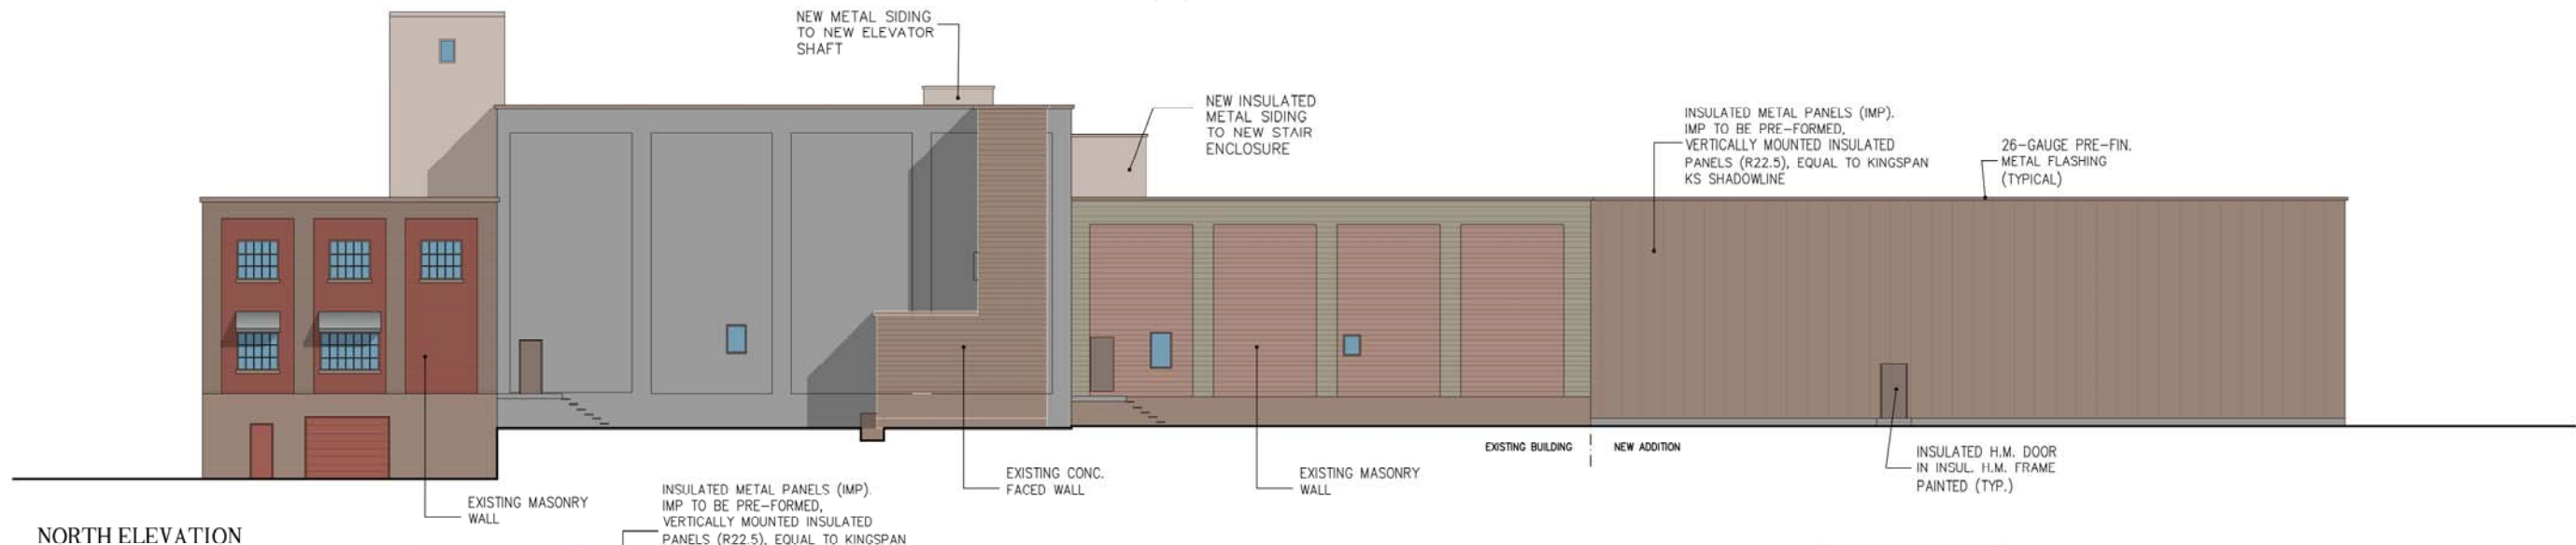 NEW METAL SIDING
TO NEW ELEVATOR
SHAFT
NEW INSULATED
METAL SIDING
TO NEW STAIR
ENCLOSURE
INSULATED METAL PANELS (IMP).
IMP TO BE PRE-FORMED,
VERTICALLY MOUNTED INSULATED
PANELS (R22.5), EQUAL TO KINGSPAN
KS SHADOWLINE
26-GAUGE PRE-FIN.
METAL FLASHING
(TYPICAL)
EXISTING BUILDING
NEW ADDITION
EXISTING MASONRY
WALL
EXISTING CONC.
FACED WALL
EXISTING MASONRY
WALL
INSULATED H.M. DOOR
IN INSUL. H.M. FRAME
PAINTED (TYP.)
INSULATED METAL PANELS (IMP).
IMP TO BE PRE-FORMED,
VERTICALLY MOUNTED INSULATED
PANELS (R22.5), EQUAL TO KINGSPAN
NORTH ELEVATION